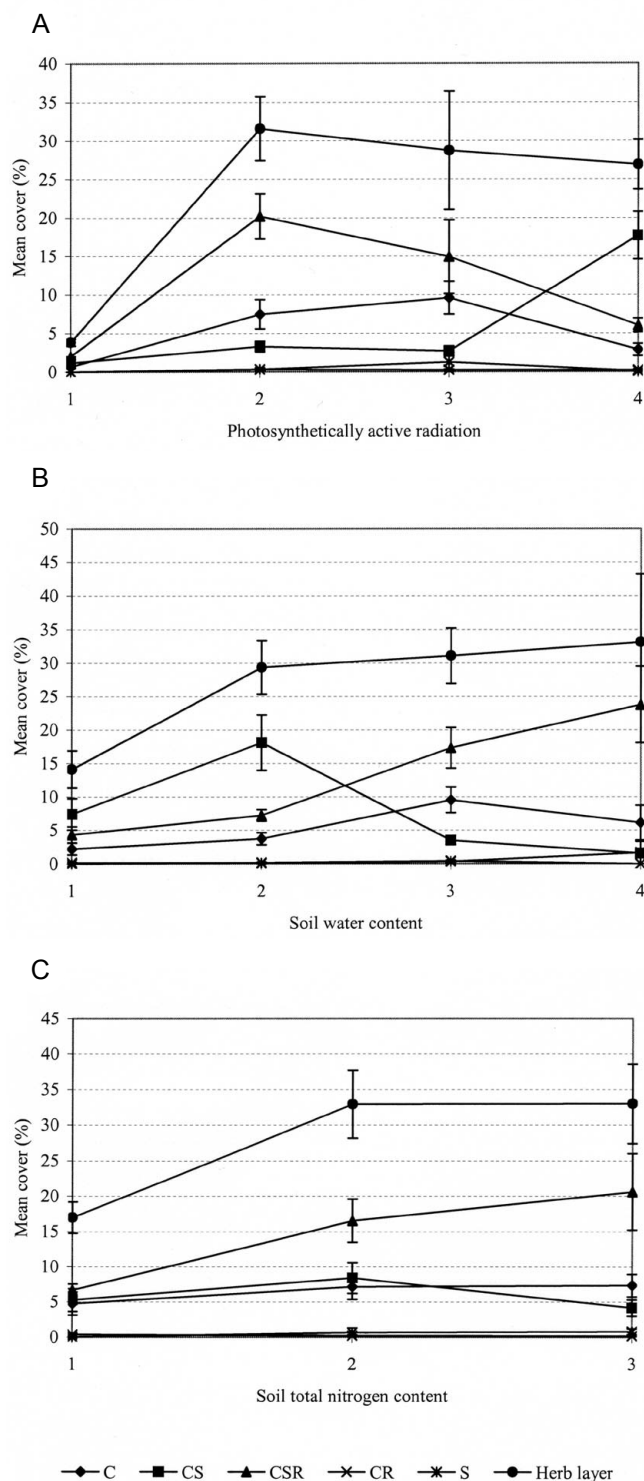 A
40
35
30
25
20
15
10
5
0
Mean cover (%)
1 2 3 4
Photosynthetically active radiation
B
50
45
40
35
30
25
20
15
10
5
0
Mean cover (%)
1 2 3 4
Soil water content
C
45
40
35
30
25
20
15
10
5
0
Mean cover (%)
1 2 3
Soil total nitrogen content
C CS CSR CR S Herb layer